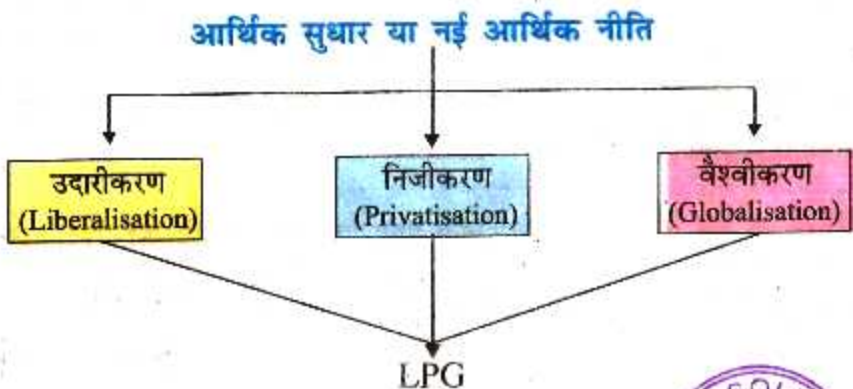 आर्थिक सुधार या नई आर्थिक नीति
उदारीकरण
(Liberalisation)
निजीकरण
(Privatisation)
वैश्वीकरण
(Globalisation)
LPG